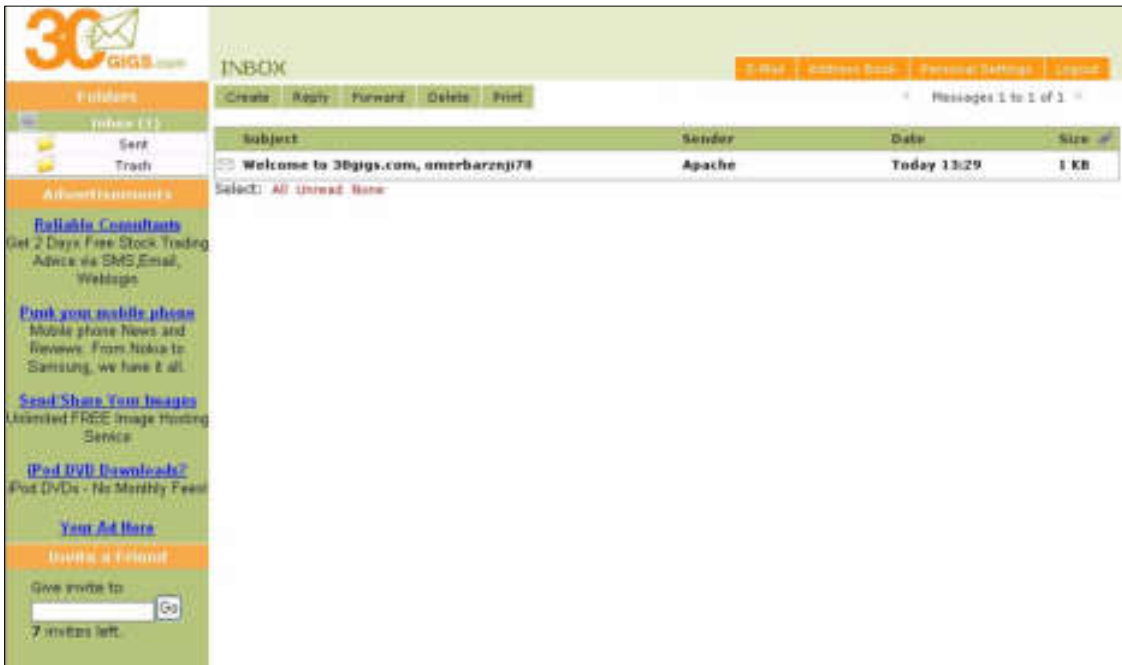 30
GIGS.com
INBOX
E-Mail Address Book Personal Settings Logout
Folders
Inbox (1)
Sent
Trash
Create Reply Forward Delete Print
Messages 1 to 1 of 1
Subject Sender Date Size
Welcome to 30gigs.com, omerbarznji78 Apache Today 13:29 1 KB
Select: All Unread None
Advertisements
Reliable Consultants
Get 2 Days Free Stock Trading
Advice via SMS,Email,
Weblogin
Punk your mobile phone
Mobile phone News and
Reviews. From Nokia to
Samsung, we have it all.
Send/Share Your Images
Unlimited FREE Image Hosting
Service
iPod DVD Downloads?
iPod DVDs - No Monthly Fees!
Your Ad Here
Invite a Friend
Give invite to:
Go
7 invites left.